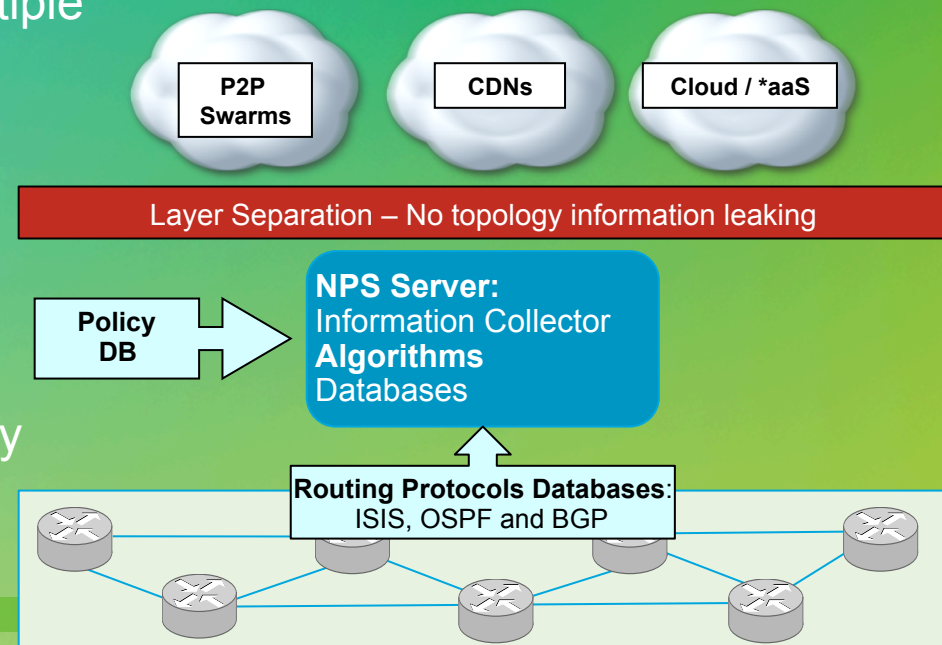 tiple
P2P
Swarms
CDNs
Cloud / *aaS
Layer Separation – No topology information leaking
Policy
DB
NPS Server:
Information Collector
Algorithms
Databases
y
Routing Protocols Databases:
ISIS, OSPF and BGP